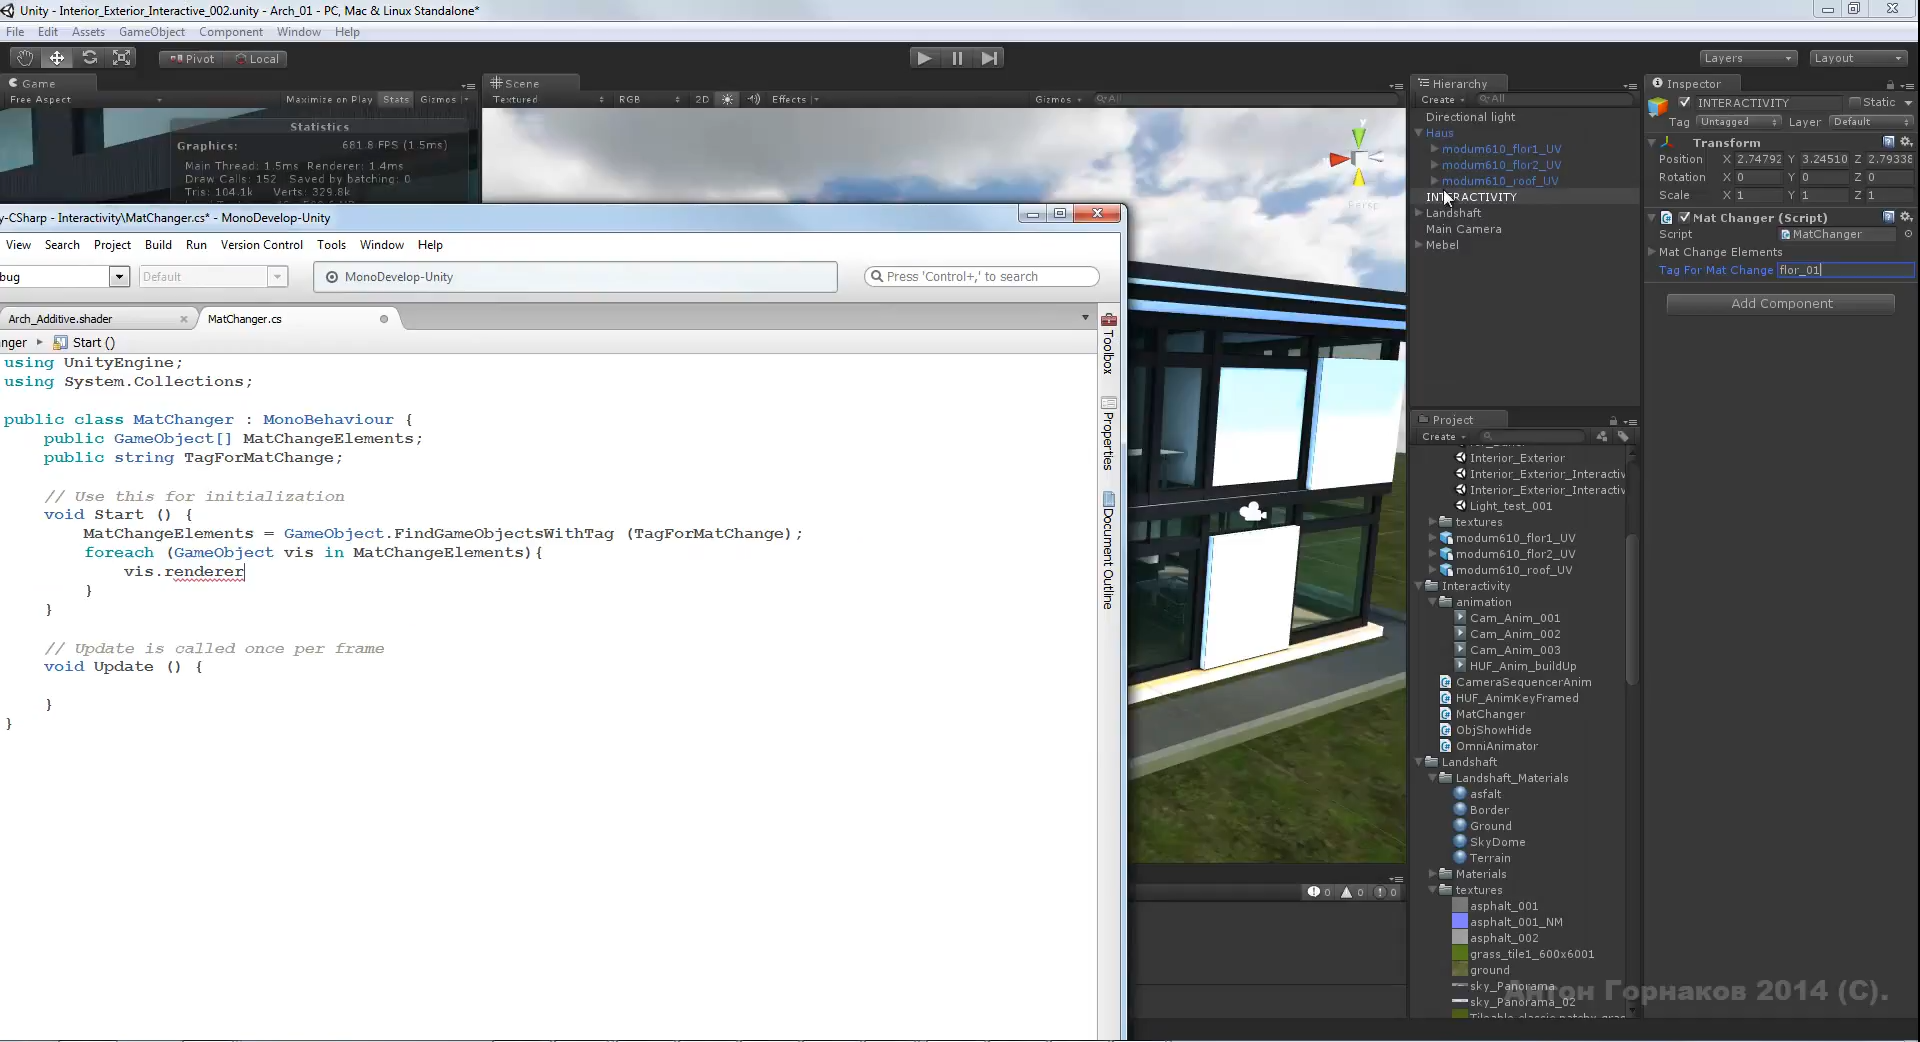 Unity - Interior_Exterior_Interactive_002.unity - Arch_01 - PC, Mac & Linux Standalone*
File Edit Assets GameObject Component Window Help
Pivot Local Layers Layout
Game
Free Aspect Maximize on Play Stats Gizmos
Statistics
Graphics: 681.8 FPS (1.5ms)
Main Thread: 1.5ms Renderer: 1.4ms
Draw Calls: 152 Saved by batching: 0
Tris: 104.1k Verts: 329.8k
Scene
Textured RGB 2D Effects Gizmos All
y
Persp
y-CSharp - Interactivity\MatChanger.cs* - MonoDevelop-Unity
View Search Project Build Run Version Control Tools Window Help
bug Default MonoDevelop-Unity Press 'Control+,' to search
Arch_Additive.shader MatChanger.cs
nger Start ()
using UnityEngine;
using System.Collections;
public class MatChanger : MonoBehaviour {
public GameObject[] MatChangeElements;
public string TagForMatChange;
// Use this for initialization
void Start () {
MatChangeElements = GameObject.FindGameObjectsWithTag (TagForMatChange);
foreach (GameObject vis in MatChangeElements){
vis.renderer
}
}
// Update is called once per frame
void Update () {
}
}
Toolbox
Properties
Document Outline
0 0 0
Hierarchy
Create All
Directional light
Haus
modum610_flor1_UV
modum610_flor2_UV
modum610_roof_UV
INTERACTIVITY
Landshaft
Main Camera
Mebel
Project
Create
Interior_Exterior
Interior_Exterior_Interactiv
Interior_Exterior_Interactiv
Light_test_001
textures
modum610_flor1_UV
modum610_flor2_UV
modum610_roof_UV
Interactivity
animation
Cam_Anim_001
Cam_Anim_002
Cam_Anim_003
HUF_Anim_buildUp
CameraSequencerAnim
HUF_AnimKeyFramed
MatChanger
ObjShowHide
OmniAnimator
Landshaft
Landshaft_Materials
asfalt
Border
Ground
SkyDome
Terrain
Materials
textures
asphalt_001
asphalt_001_NM
asphalt_002
grass_tile1_600x6001
ground
sky_Panorama
sky_Panorama_02
Inspector
INTERACTIVITY Static
Tag Untagged Layer Default
Transform
Position X 2.74792 Y 3.24510 Z 2.79338
Rotation X 0 Y 0 Z 0
Scale X 1 Y 1 Z 1
Mat Changer (Script)
Script MatChanger
Mat Change Elements
Tag For Mat Change flor_01
Add Component
Антон Горнаков 2014 (C).